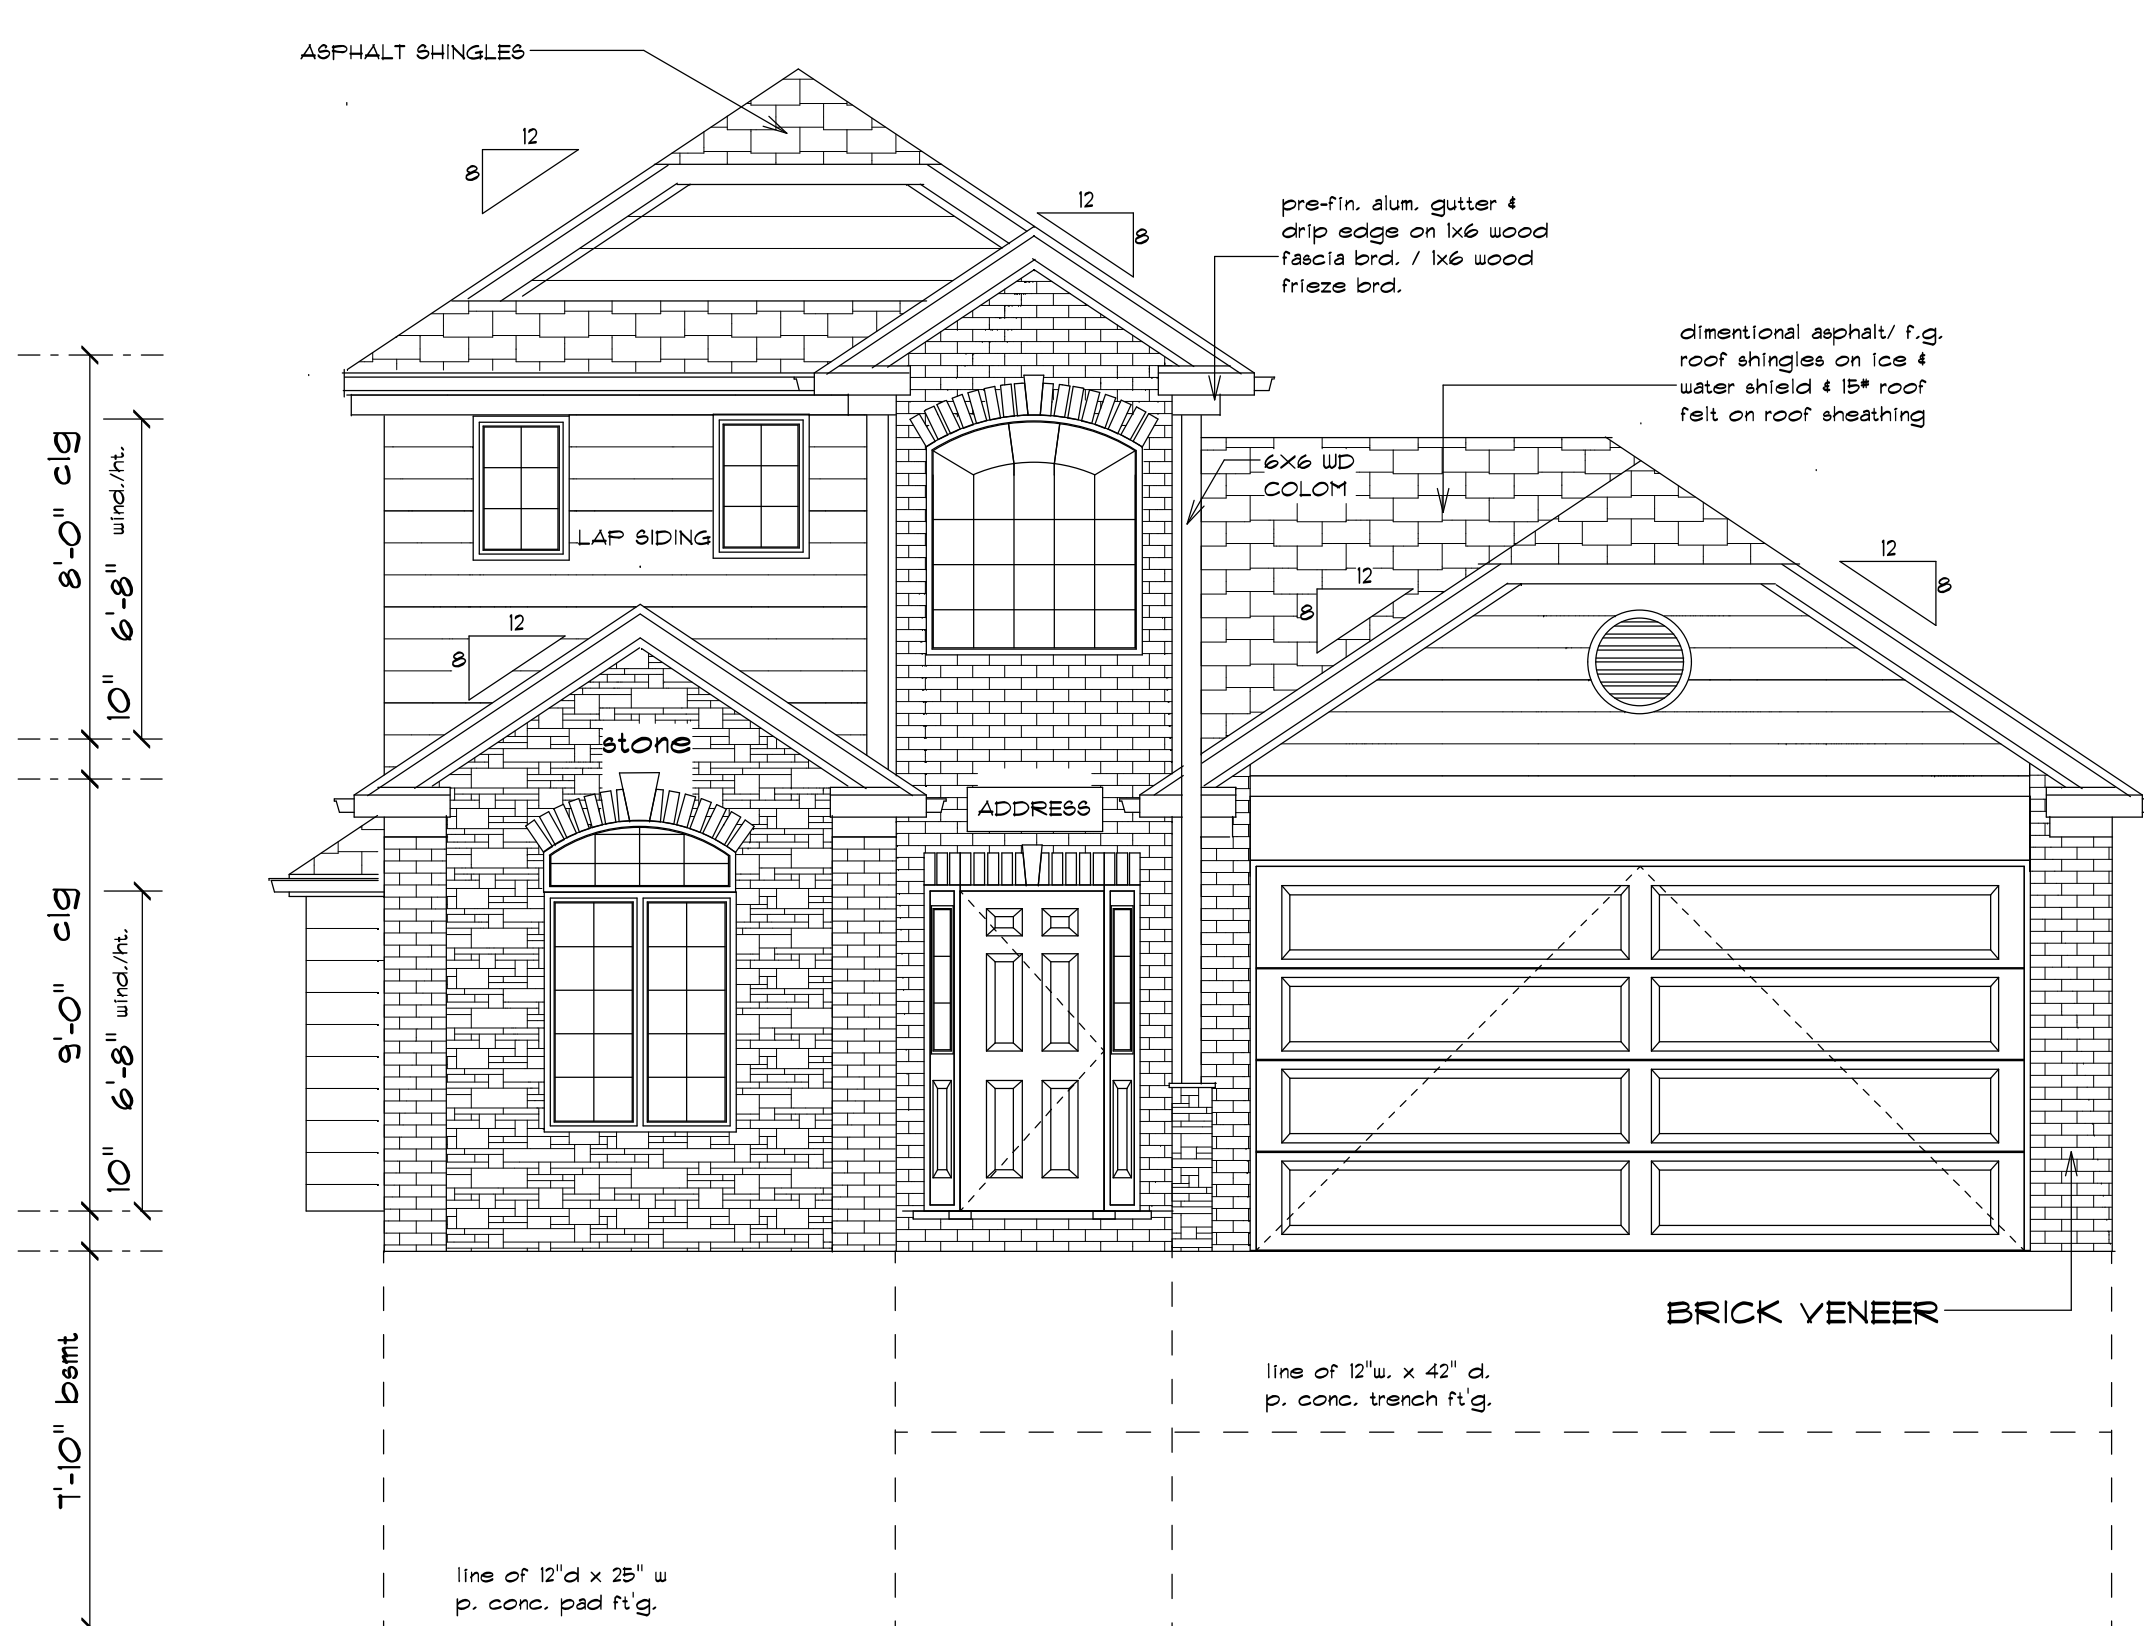 ASPHALT SHINGLES
12
8
12
8
pre-fin. alum. gutter &
drip edge on 1x6 wood
fascia brd. / 1x6 wood
frieze brd.
dimentional asphalt/ f.g.
roof shingles on ice &
water shield & 15# roof
felt on roof sheathing
8'-0" clg
10" 6'-8" wind./ht.
LAP SIDING
6X6 WD
COLOM
12
8
12
8
12
8
stone
ADDRESS
9'-0" clg
10" 6'-8" wind./ht.
BRICK VENEER
7'-10" bsmt
line of 12"w. x 42" d.
p. conc. trench ft'g.
line of 12"d x 25" w
p. conc. pad ft'g.